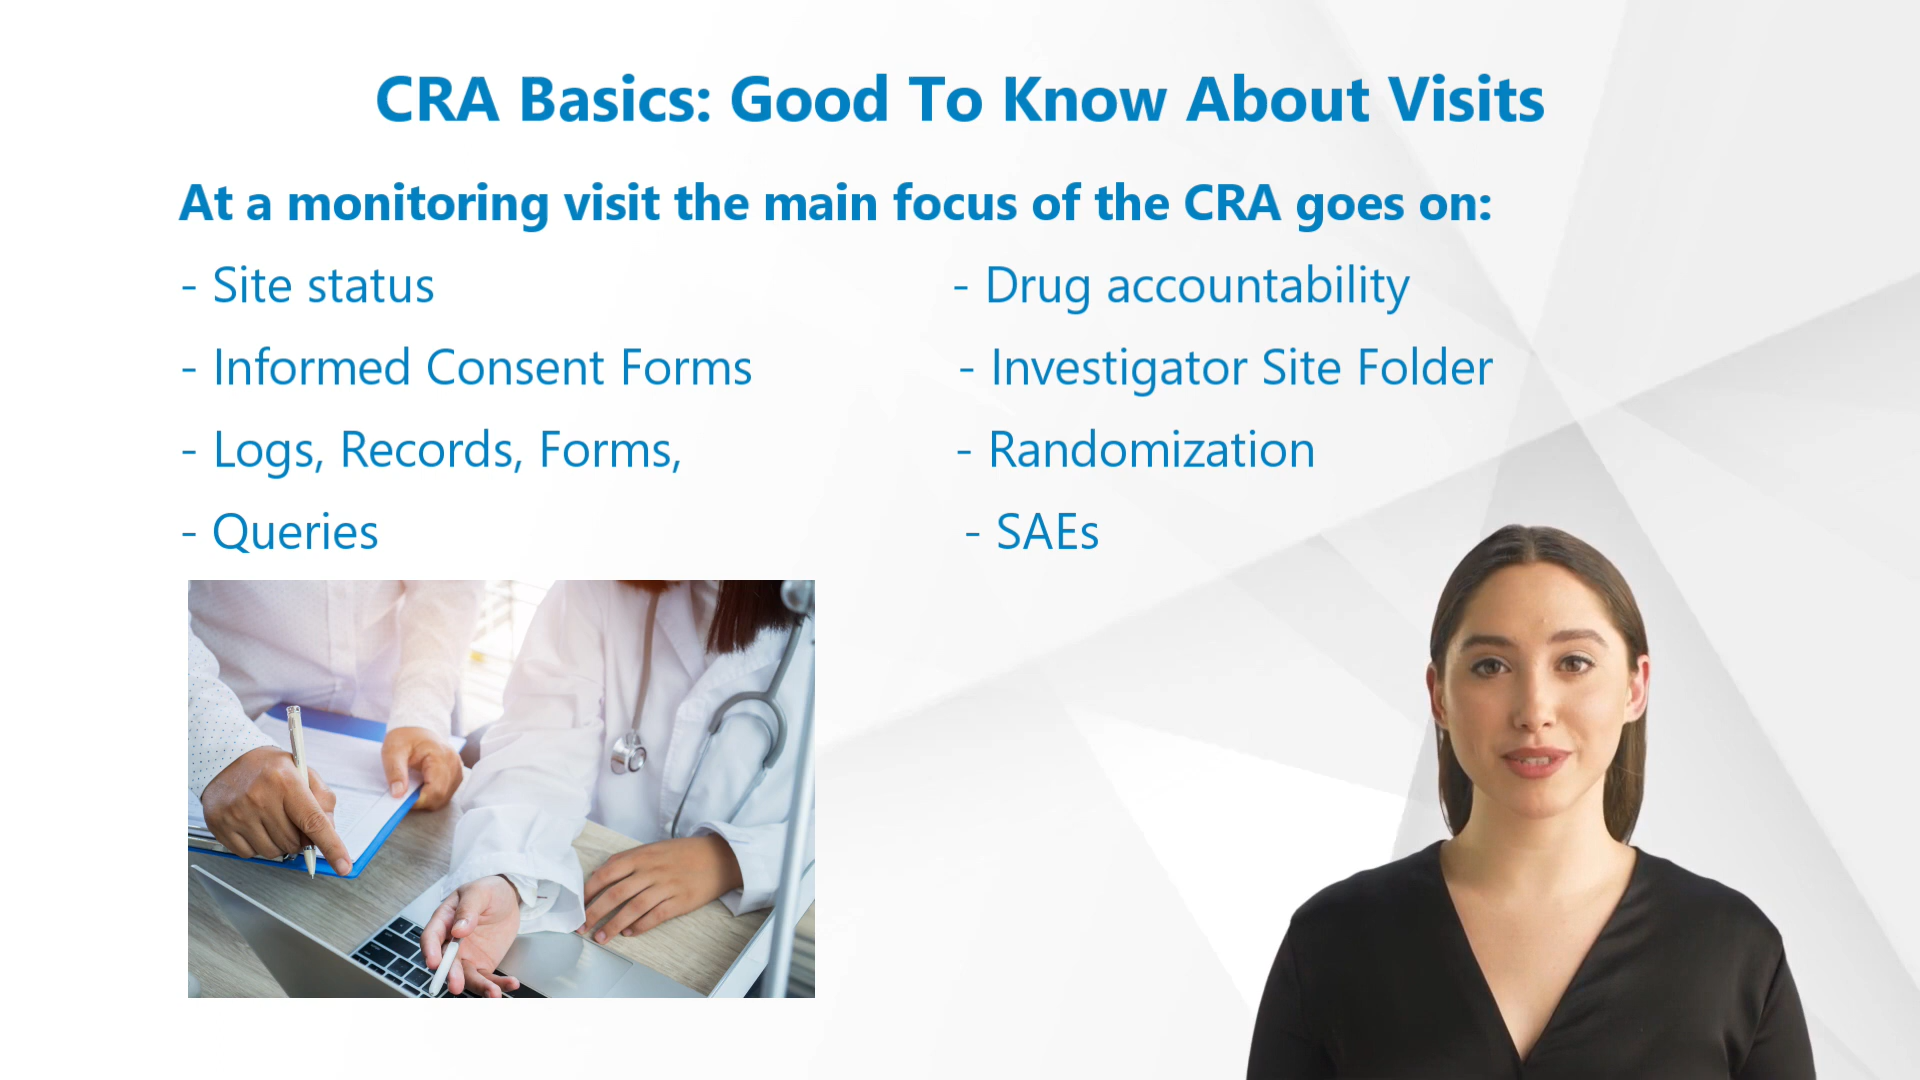 CRA Basics: Good To Know About Visits
At a monitoring visit the main focus of the CRA goes on:
- Site status
- Informed Consent Forms
- Logs, Records, Forms,
- Queries
- Drug accountability
- Investigator Site Folder
- Randomization
- SAEs